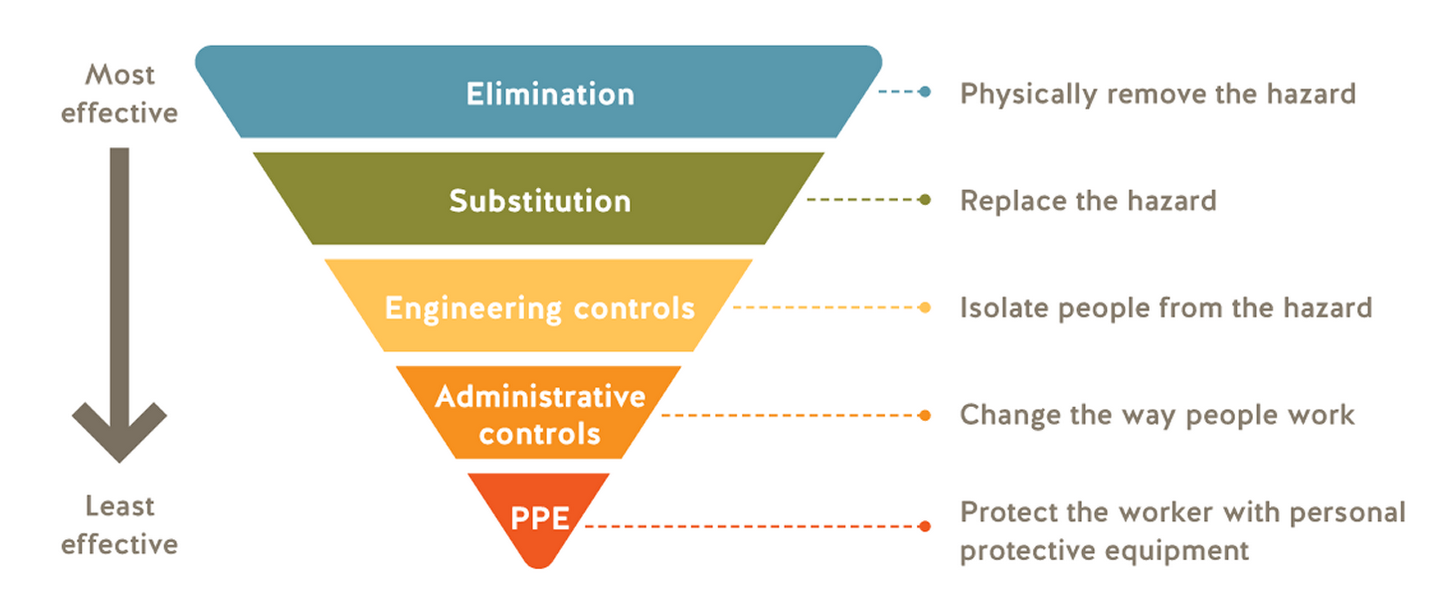 Most
effective
Elimination
Physically remove the hazard
Substitution
Replace the hazard
Engineering controls
Isolate people from the hazard
Administrative
controls
Change the way people work
PPE
Protect the worker with personal
protective equipment
Least
effective